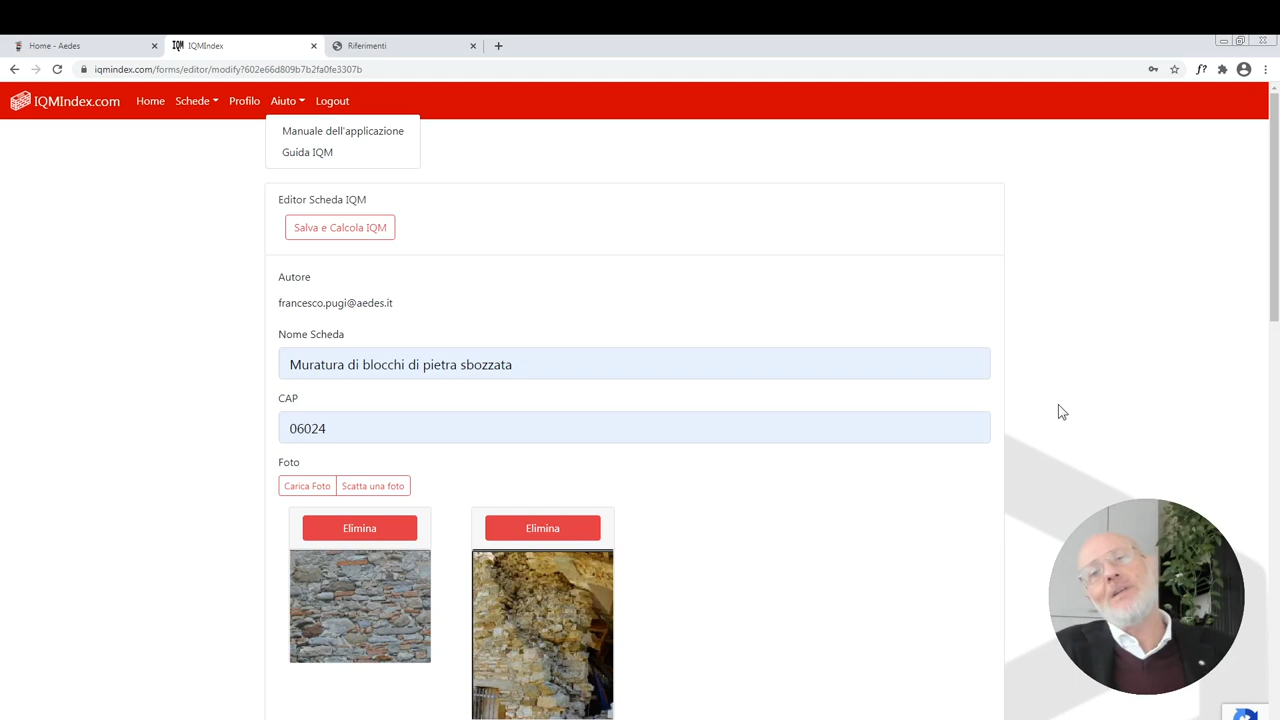 Home - Aedes
IQM IQMIndex
Riferimenti
iqmindex.com/forms/editor/modify?602e66d809b7b2fa0fe3307b
f?
IQMIndex.com Home Schede Profilo Aiuto Logout
Manuale dell'applicazione
Guida IQM
Editor Scheda IQM
Salva e Calcola IQM
Autore
francesco.pugi@aedes.it
Nome Scheda
Muratura di blocchi di pietra sbozzata
CAP
06024
Foto
Carica Foto Scatta una foto
Elimina Elimina